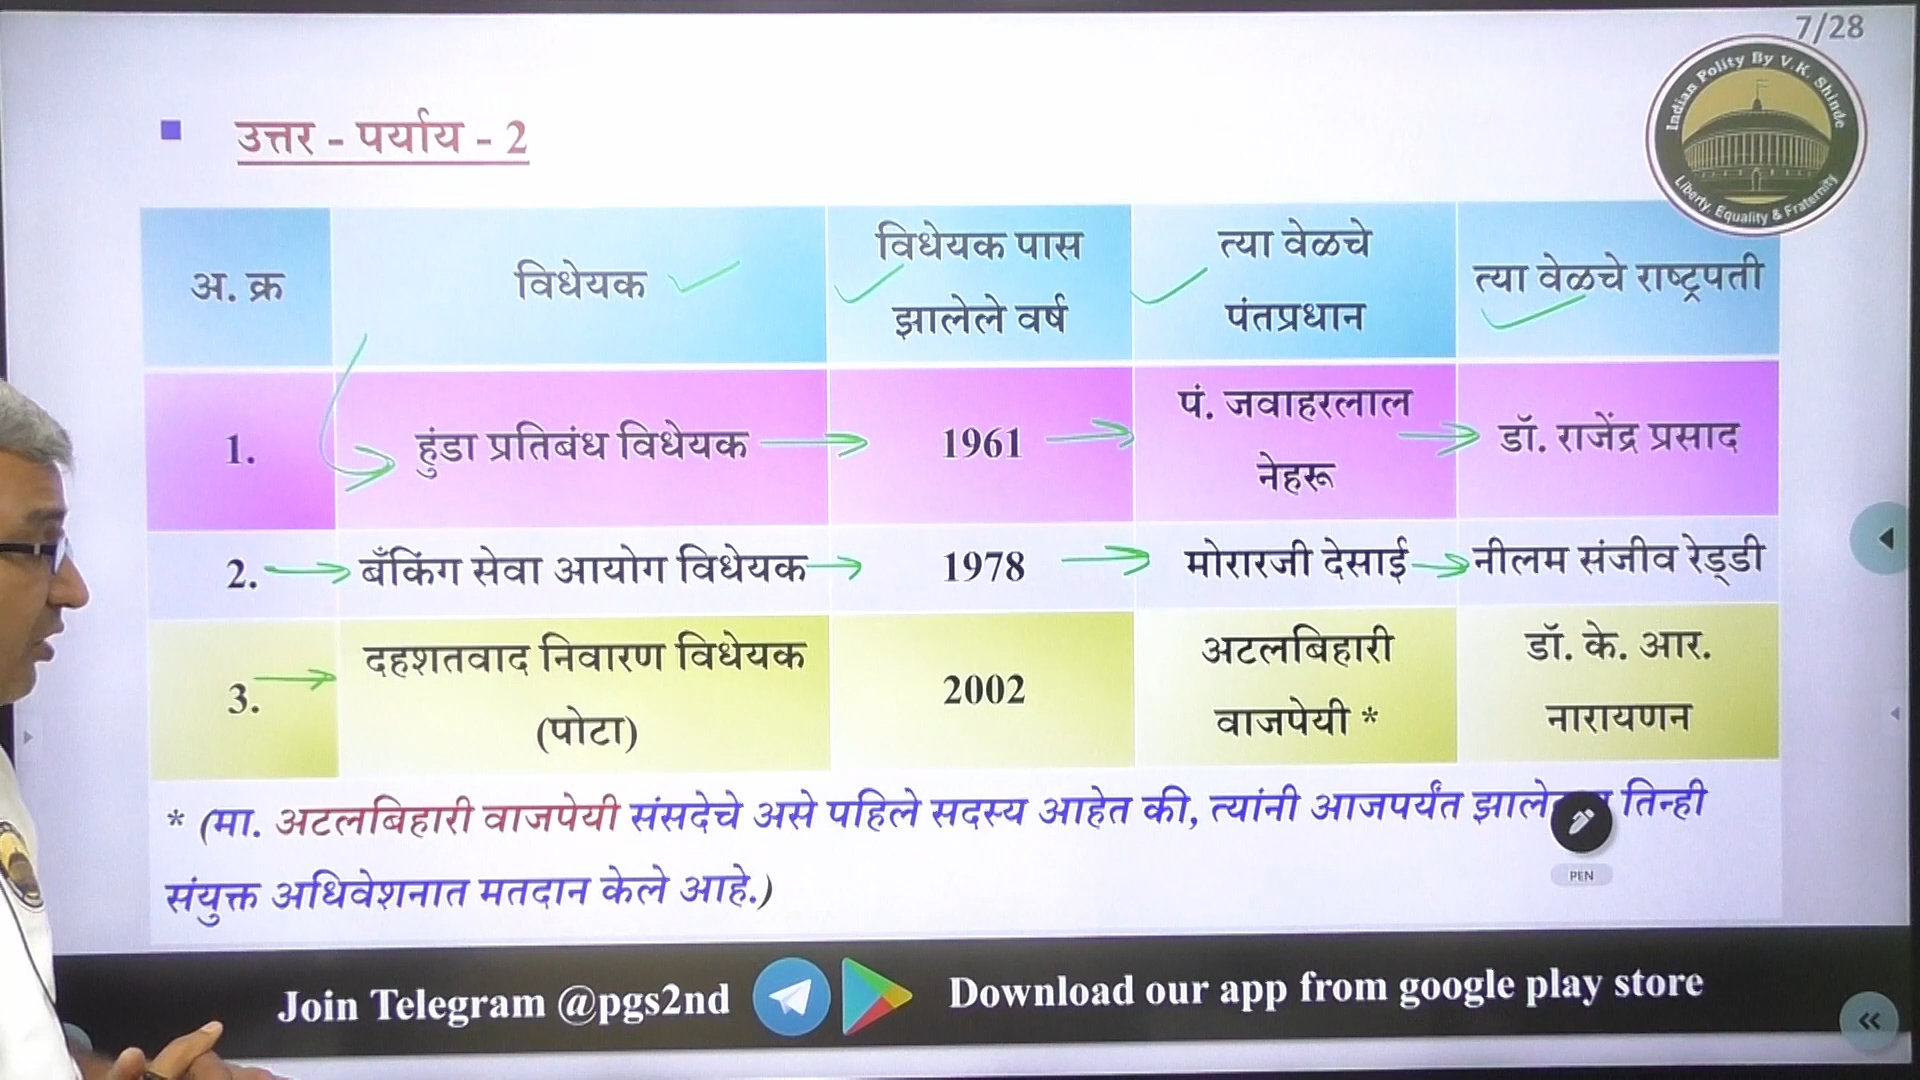 7/28
Indian Polity By V.K. Shinde
Liberty, Equality & Fraternity
उत्तर - पर्याय - 2
अ. क्र
विधेयक
विधेयक पास
झालेले वर्ष
त्या वेळचे
पंतप्रधान
त्या वेळचे राष्ट्रपती
1.
हुंडा प्रतिबंध विधेयक
1961
पं. जवाहरलाल
नेहरू
डॉ. राजेंद्र प्रसाद
2.
बँकिंग सेवा आयोग विधेयक
1978
मोरारजी देसाई
नीलम संजीव रेड्डी
3.
दहशतवाद निवारण विधेयक
(पोटा)
2002
अटलबिहारी
वाजपेयी *
डॉ. के. आर.
नारायणन
* (मा. अटलबिहारी वाजपेयी संसदेचे असे पहिले सदस्य आहेत की, त्यांनी आजपर्यंत तिन्ही
संयुक्त अधिवेशनात मतदान केले आहे.)
PEN
Join Telegram @pgs2nd
Download our app from google play store